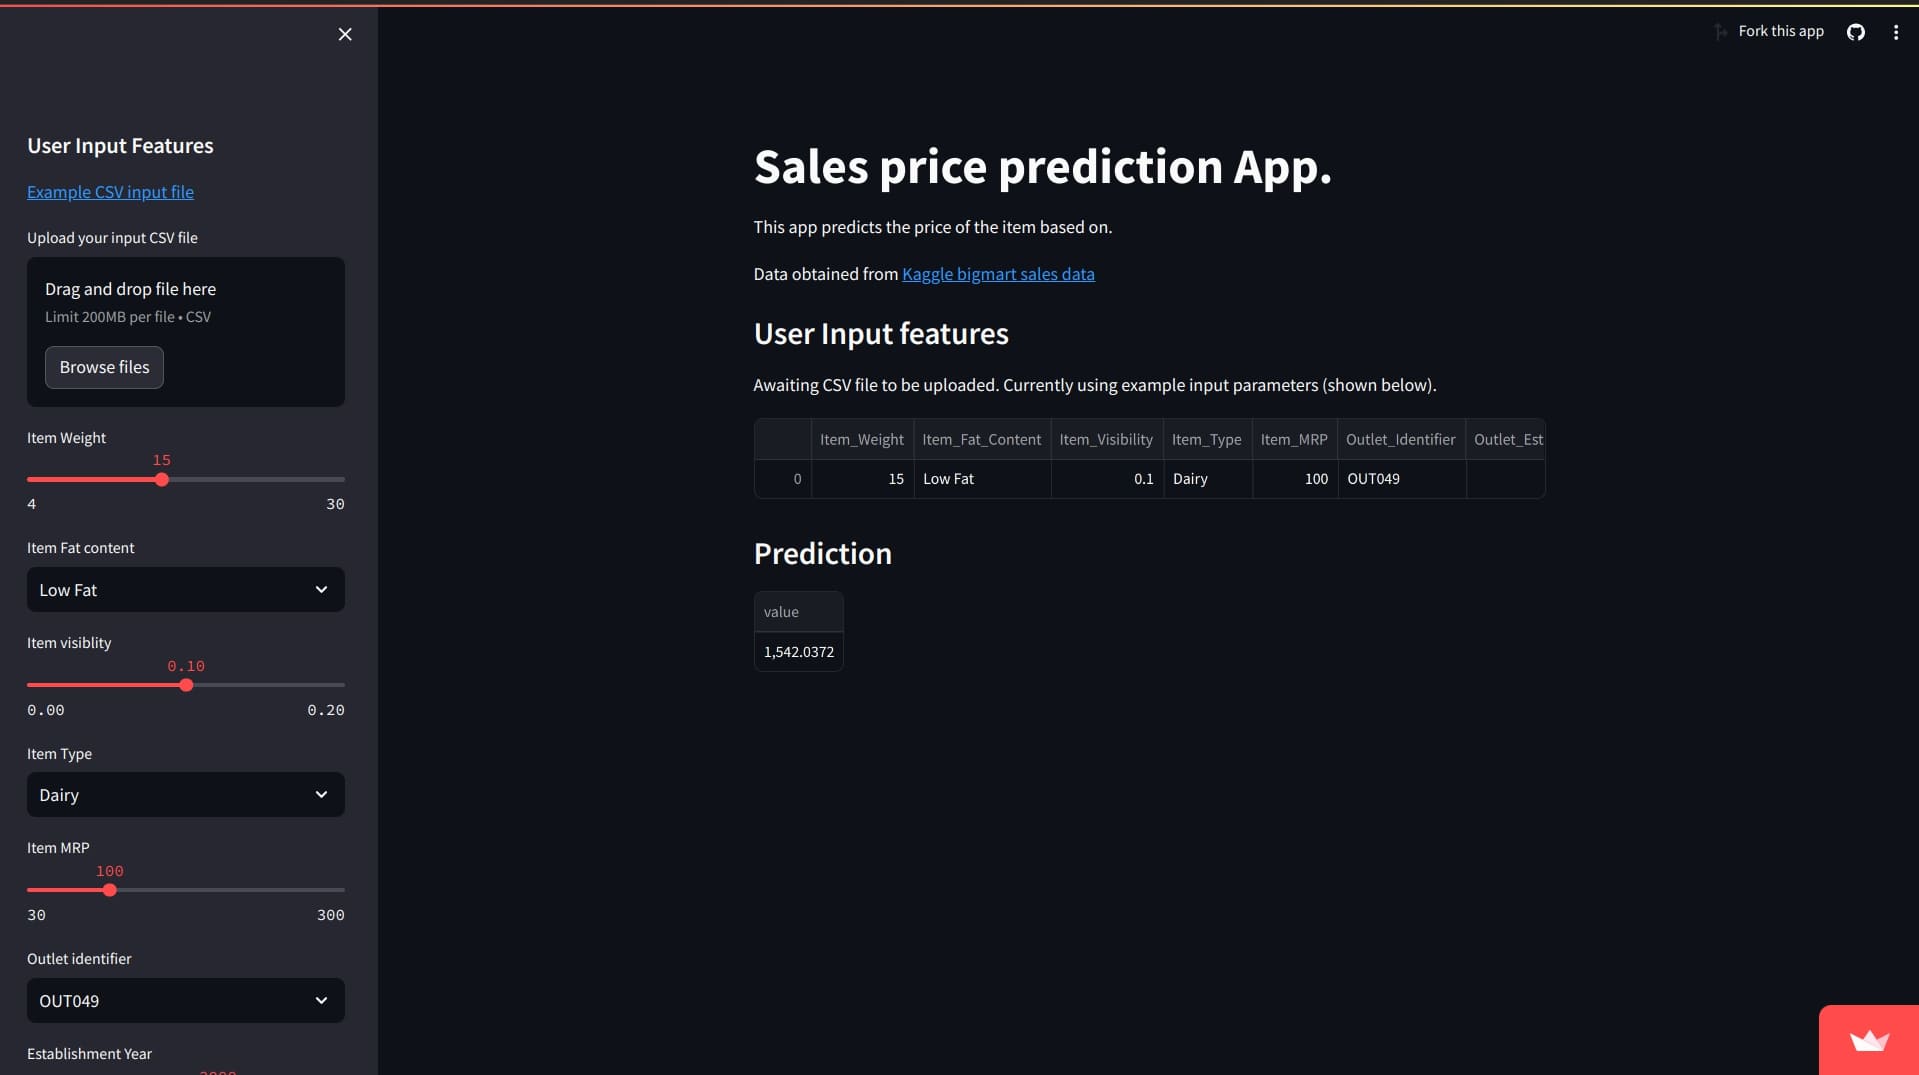 Fork this app
User Input Features
Example CSV input file
Upload your input CSV file
Drag and drop file here
Limit 200MB per file • CSV
Browse files
Item Weight
15
4 30
Item Fat content
Low Fat
Item visiblity
0.10
0.00 0.20
Item Type
Dairy
Item MRP
100
30 300
Outlet identifier
OUT049
Establishment Year
Sales price prediction App.
This app predicts the price of the item based on.
Data obtained from Kaggle bigmart sales data
User Input features
Awaiting CSV file to be uploaded. Currently using example input parameters (shown below).
Item_Weight Item_Fat_Content Item_Visibility Item_Type Item_MRP Outlet_Identifier Outlet_Est
0 15 Low Fat 0.1 Dairy 100 OUT049
Prediction
value
1,542.0372